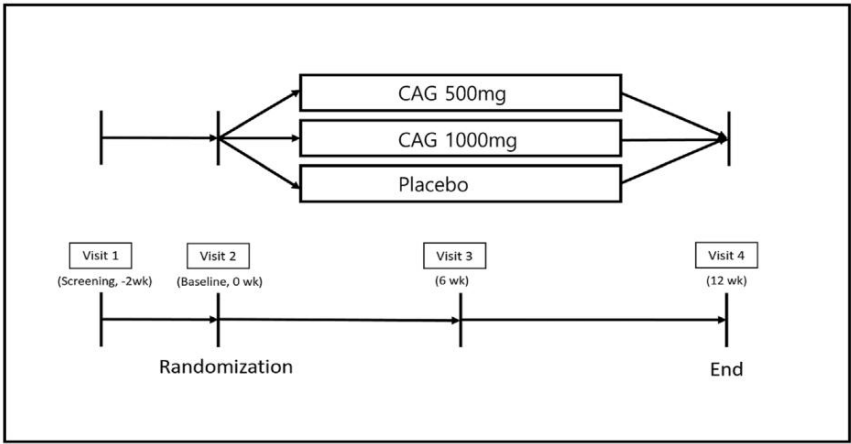 CAG 500mg
CAG 1000mg
Placebo
Visit 1
Visit 2
Visit 3
Visit 4
(Screening, -2wk)
(Baseline, 0 wk)
(6 wk)
(12 wk)
Randomization
End